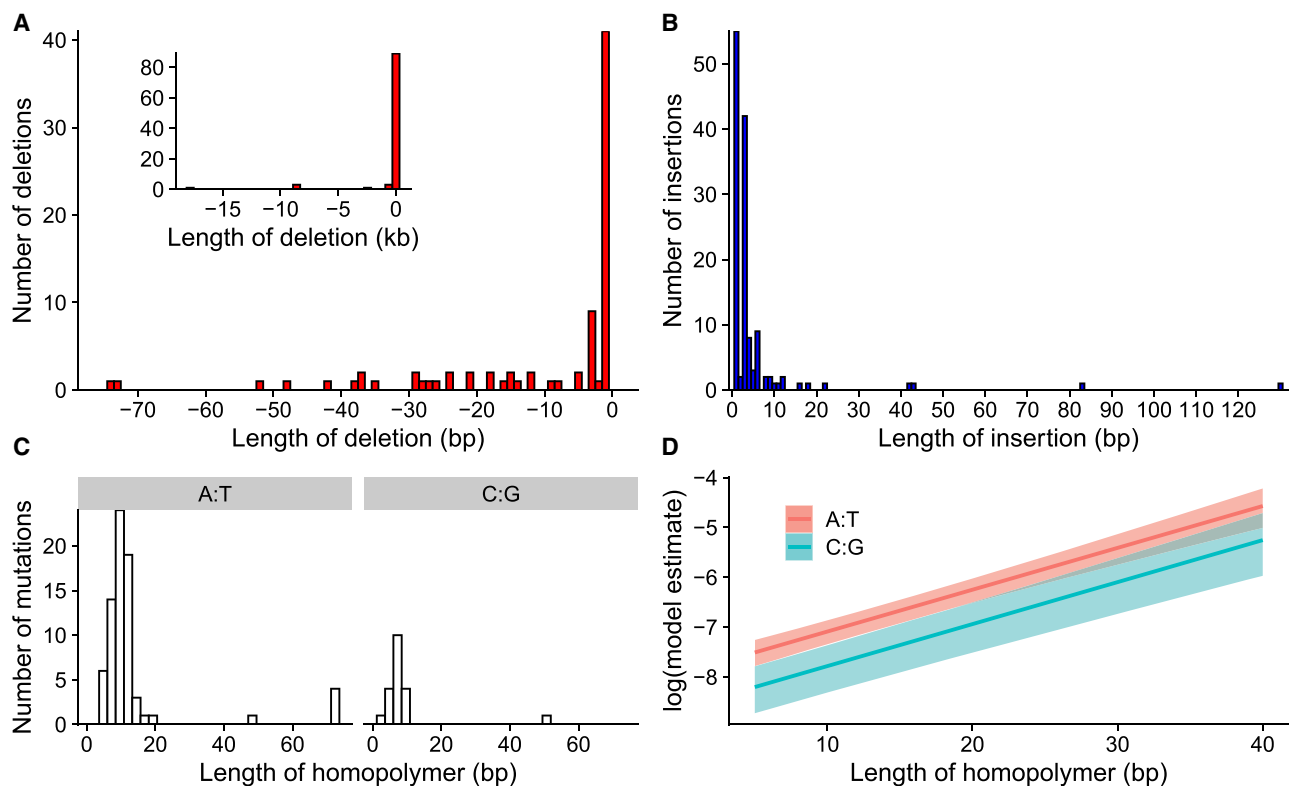 A
Number of deletions
40
30
20
10
0
80
60
40
20
0
−15 −10 −5 0
Length of deletion (kb)
−70 −60 −50 −40 −30 −20 −10 0
Length of deletion (bp)
B
Number of insertions
50
40
30
20
10
0
0 10 20 30 40 50 60 70 80 90 100 110 120
Length of insertion (bp)
C
A:T C:G
Number of mutations
20
15
10
5
0
0 20 40 60 0 20 40 60
Length of homopolymer (bp)
D
log(model estimate)
−4
−5
−6
−7
−8
A:T
C:G
10 20 30 40
Length of homopolymer (bp)